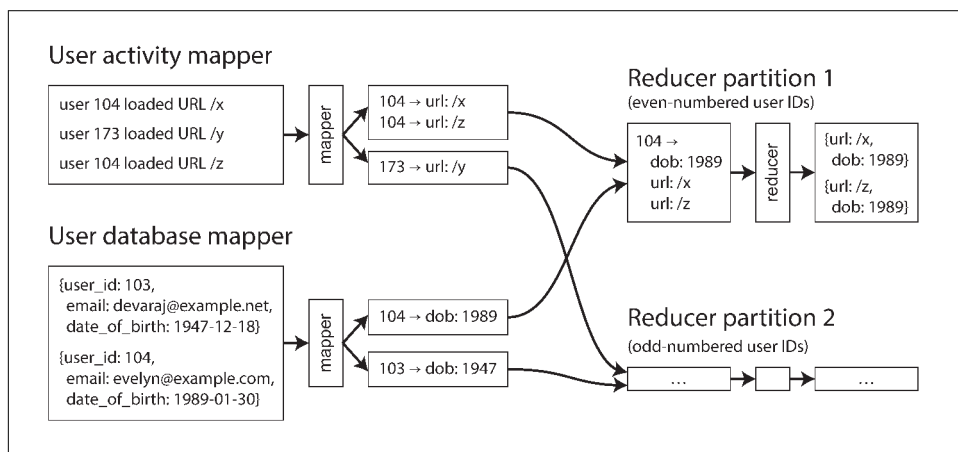 User activity mapper
user 104 loaded URL /x
user 173 loaded URL /y
user 104 loaded URL /z
mapper
104 → url: /x
104 → url: /z
173 → url: /y
User database mapper
{user_id: 103,
email: devaraj@example.net,
date_of_birth: 1947-12-18}
{user_id: 104,
email: evelyn@example.com,
date_of_birth: 1989-01-30}
mapper
104 → dob: 1989
103 → dob: 1947
Reducer partition 1
(even-numbered user IDs)
104 →
dob: 1989
url: /x
url: /z
reducer
{url: /x,
dob: 1989}
{url: /z,
dob: 1989}
Reducer partition 2
(odd-numbered user IDs)
...
...